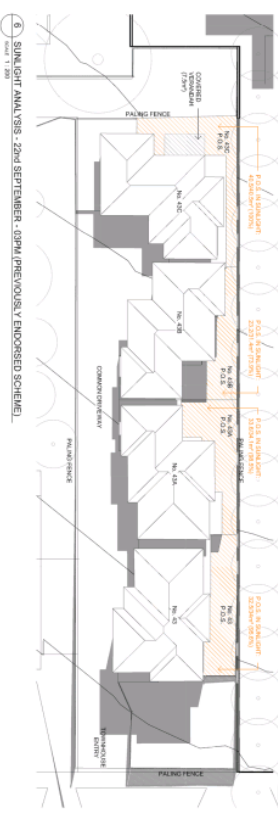 6
SUNLIGHT ANALYSIS - 22nd SEPTEMBER - 03PM (PREVIOUSLY ENDORSED SCHEME)
SCALE 1 : 200
PALING FENCE
COVERED
VERANDAH
(7.5m²)
No. 43C
P.O.S.
P.O.S. IN SUNLIGHT:
No. 43C
No. 43B
P.O.S. IN SUNLIGHT:
No. 43B
P.O.S.
P.O.S. IN SUNLIGHT:
No. 43A
P.O.S.
PALING FENCE
No. 43A
COMMON DRIVEWAY
PALING FENCE
P.O.S. IN SUNLIGHT:
No. 43
P.O.S.
No. 43
TOWNHOUSE
ENTRY
PALING FENCE